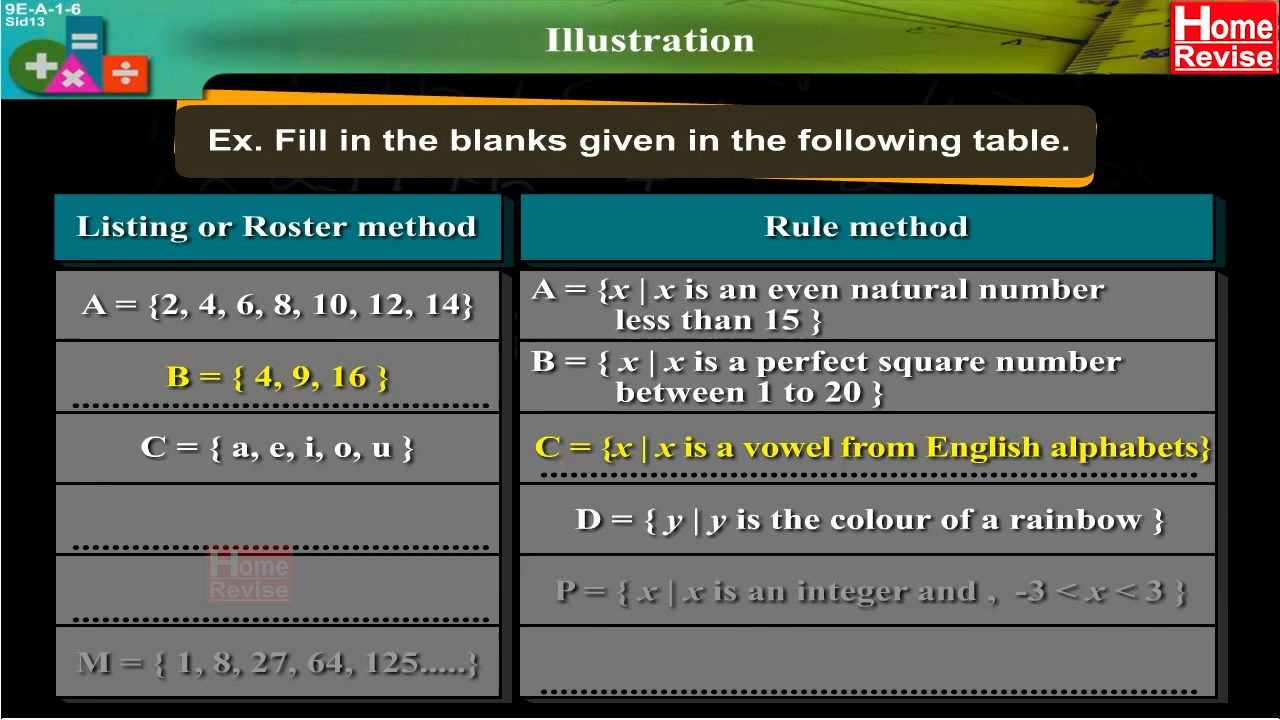 9E-A-1-6
Sid13
Illustration
Home
Revise
Ex. Fill in the blanks given in the following table.
Listing or Roster method
Rule method
A = {2, 4, 6, 8, 10, 12, 14}
A = {x | x is an even natural number
less than 15 }
B = { 4, 9, 16 }
B = { x | x is a perfect square number
between 1 to 20 }
C = { a, e, i, o, u }
C = {x | x is a vowel from English alphabets}
D = { y | y is the colour of a rainbow }
Home
Revise
P = { x | x is an integer and , -3 < x < 3 }
M = { 1, 8, 27, 64, 125.....}